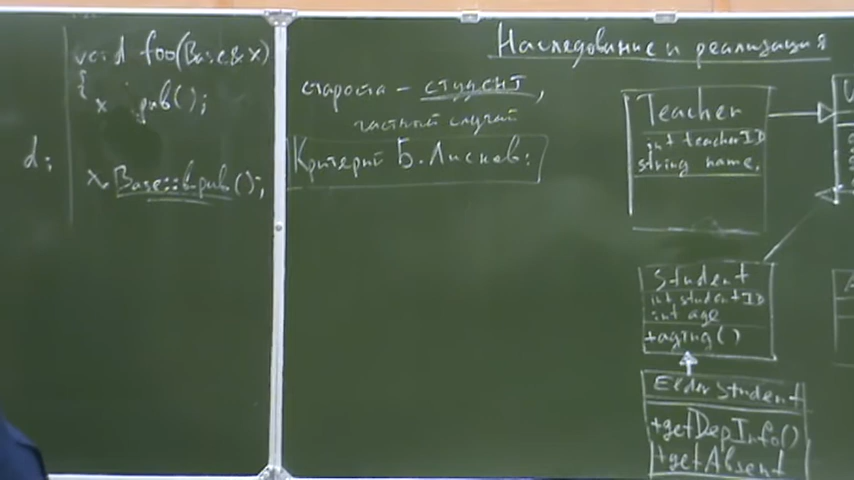 void foo(Base&x)
{
x.pub();
d;
x.Base::b.pub();
Наследование и реализация
староста – студент,
частный случай
Критерий Б. Лисков:
Teacher
int teacherID
string name.
Student
int studentID
int age
+aging()
ElderStudent
+getDepInfo()
+getAbsent